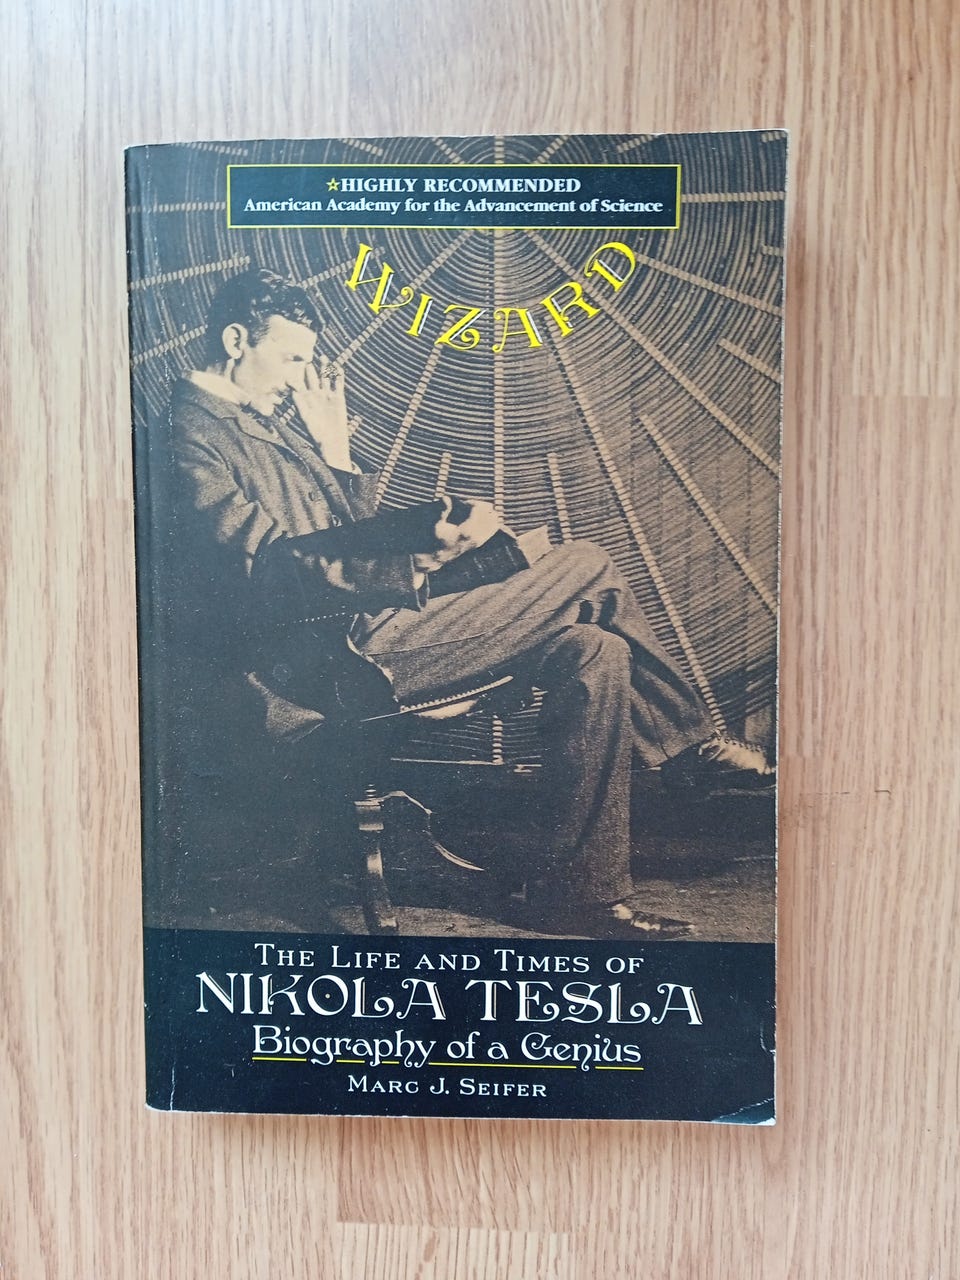 ☆HIGHLY RECOMMENDED
American Academy for the Advancement of Science
WIZARD
THE LIFE AND TIMES OF
NIKOLA TESLA
Biography of a Genius
MARC J. SEIFER